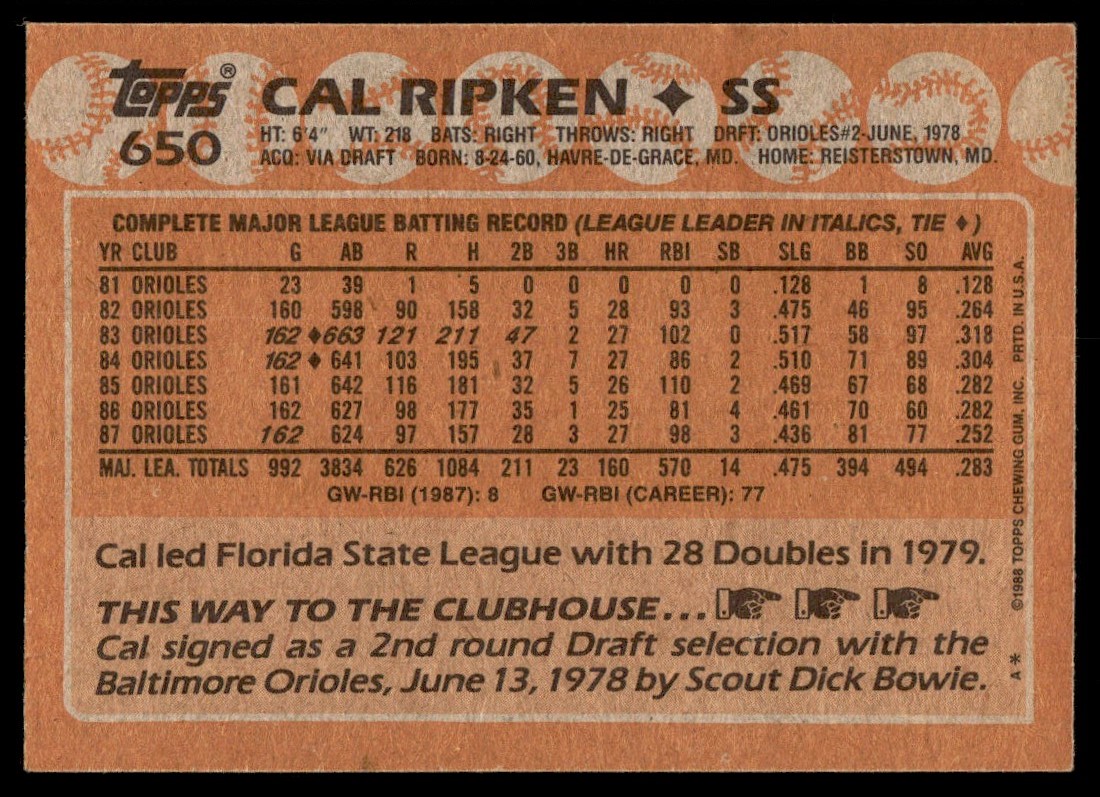 topps® CAL RIPKEN ♦ SS
650 HT: 6'4" WT: 218 BATS: RIGHT THROWS: RIGHT DRFT: ORIOLES#2-JUNE, 1978
ACQ: VIA DRAFT BORN: 8-24-60, HAVRE-DE-GRACE, MD. HOME: REISTERSTOWN, MD.
COMPLETE MAJOR LEAGUE BATTING RECORD (LEAGUE LEADER IN ITALICS, TIE ♦)
YR CLUB G AB R H 2B 3B HR RBI SB SLG BB SO AVG
81 ORIOLES 23 39 1 5 0 0 0 0 0 .128 1 8 .128
82 ORIOLES 160 598 90 158 32 5 28 93 3 .475 46 95 .264
83 ORIOLES 162 ♦663 121 211 47 2 27 102 0 .517 58 97 .318
84 ORIOLES 162 ♦ 641 103 195 37 7 27 86 2 .510 71 89 .304
85 ORIOLES 161 642 116 181 32 5 26 110 2 .469 67 68 .282
86 ORIOLES 162 627 98 177 35 1 25 81 4 .461 70 60 .282
87 ORIOLES 162 624 97 157 28 3 27 98 3 .436 81 77 .252
MAJ. LEA. TOTALS 992 3834 626 1084 211 23 160 570 14 .475 394 494 .283
GW-RBI (1987): 8 GW-RBI (CAREER): 77
Cal led Florida State League with 28 Doubles in 1979.
THIS WAY TO THE CLUBHOUSE...
Cal signed as a 2nd round Draft selection with the
Baltimore Orioles, June 13, 1978 by Scout Dick Bowie.
A* ©1988 TOPPS CHEWING GUM, INC. PRTD. IN U.S.A.